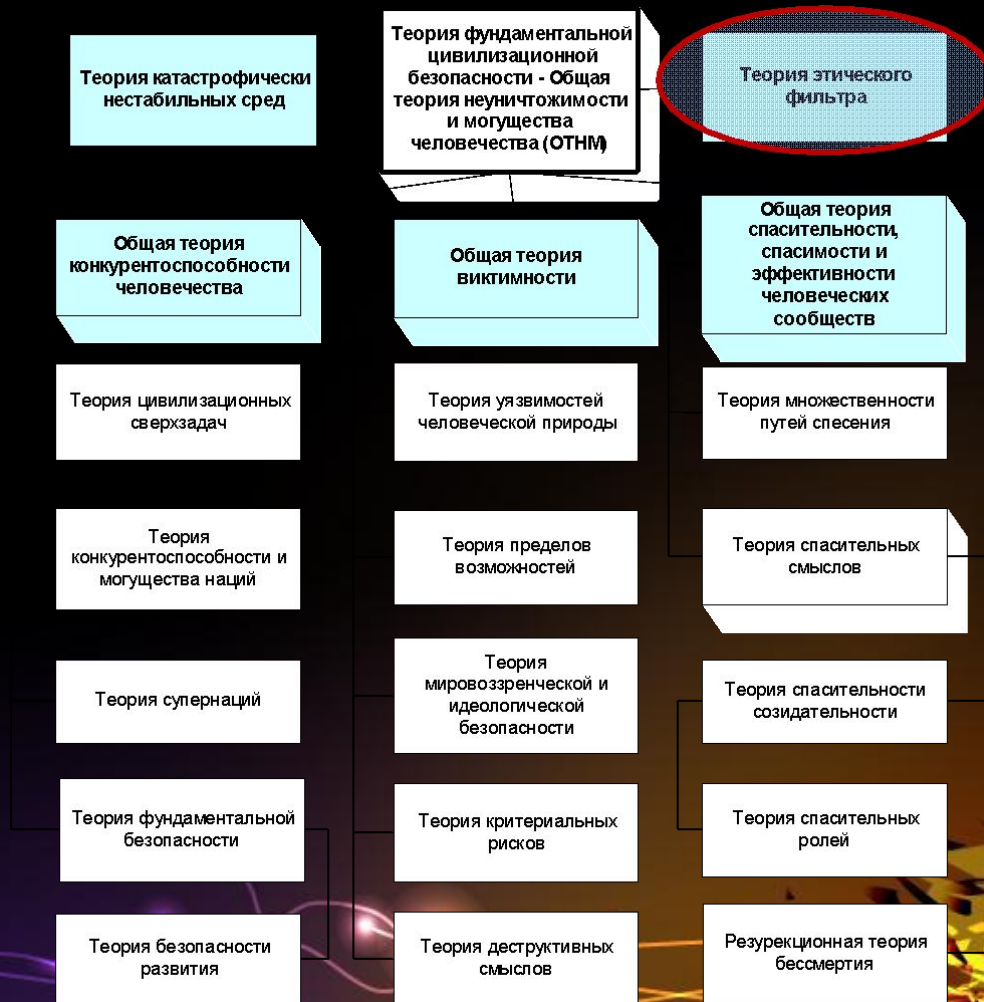 Теория катастрофически
нестабильных сред
Теория фундаментальной
цивилизационной
безопасности - Общая
теория неуничтожимости
и могущества
человечества (ОТНМ)
Теория этического
фильтра
Общая теория
конкурентоспособности
человечества
Общая теория
виктимности
Общая теория
спасительности,
спасимости и
эффективности
человеческих
сообществ
Теория цивилизационных
сверхзадач
Теория уязвимостей
человеческой природы
Теория множественности
путей спесения
Теория
конкурентоспособности и
могущества наций
Теория пределов
возможностей
Теория спасительных
смыслов
Теория супернаций
Теория
мировоззренческой и
идеологической
безопасности
Теория спасительности
созидательности
Теория фундаментальной
безопасности
Теория критериальных
рисков
Теория спасительных
ролей
Теория безопасности
развития
Теория деструктивных
смыслов
Резурекционная теория
бессмертия